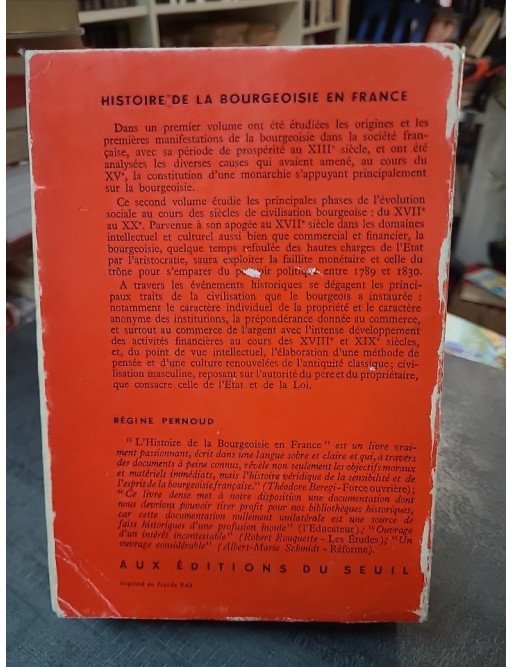 HISTOIRE DE LA BOURGEOISIE EN FRANCE
Dans un premier volume ont été étudiées les origines et les
premières manifestations de la bourgeoisie dans la société fran-
çaise, avec sa période de prospérité au XIIIᵉ siècle, et ont été
analysées les diverses causes qui avaient amené, au cours du
XVᵉ, la constitution d'une monarchie s'appuyant principalement
sur la bourgeoisie.
Ce second volume étudie les principales phases de l'évolution
sociale au cours des siècles de civilisation bourgeoise : du XVIIᵉ
au XXᵉ. Parvenue à son apogée au XVIIᵉ siècle dans les domaines
intellectuel et culturel aussi bien que commercial et financier, la
bourgeoisie, quelque temps refoulée des hautes charges de l'Etat
par l'aristocratie, saura exploiter la faillite monétaire et celle du
trône pour s'emparer du pouvoir politique entre 1789 et 1830.
A travers les événements historiques se dégagent les princi-
paux traits de la civilisation que le bourgeois a instaurée :
notamment le caractère individuel de la propriété et le caractère
anonyme des institutions, la prépondérance donnée au commerce,
et surtout au commerce de l'argent avec l'intense développement
des activités financières au cours des XVIIIᵉ et XIXᵉ siècles,
et, du point de vue intellectuel, l'élaboration d'une méthode de
pensée et d'une culture renouvelées de l'antiquité classique ; civi-
lisation masculine, reposant sur l'autorité du père et du propriétaire,
que consacre celle de l'Etat et de la Loi.
RÉGINE PERNOUD
" L'Histoire de la Bourgeoisie en France " est un livre vrai-
ment passionnant, écrit dans une langue sobre et claire et qui, à travers
des documents à peine connus, révèle non seulement les objectifs moraux
et matériels immédiats, mais l'histoire véridique de la sensibilité et de
l'esprit de la bourgeoisie française." (Théodore Beregi - Force ouvrière) ;
" Ce livre dense met à notre disposition une documentation dont
nous devrions pouvoir tirer profit pour nos bibliothèques historiques,
car cette documentation nullement unilatérale est une source de
faits historiques d'une profusion inouïe" (l'Educateur) ; "Ouvrage
d'un intérêt incontestable" (Robert Rouquette - Les Etudes) ; "Un
ouvrage considérable" (Albert-Marie Schmidt - Réforme).
AUX ÉDITIONS DU SEUIL
Imprimé en France 9-62